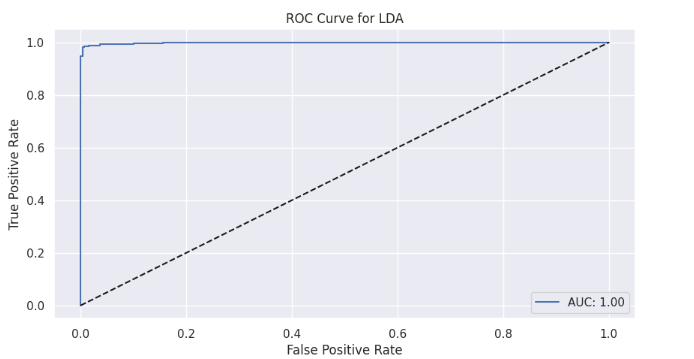 ROC Curve for LDA
True Positive Rate
1.0
0.8
0.6
0.4
0.2
0.0
AUC: 1.00
0.0 0.2 0.4 0.6 0.8 1.0
False Positive Rate